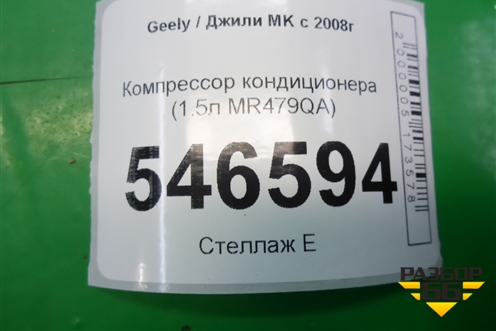 Geely / Джили МК с 2008г
Компрессор кондиционера
(1.5л MR479QA)
546594
Стеллаж Е
2000005173578
РАЗБОР
66